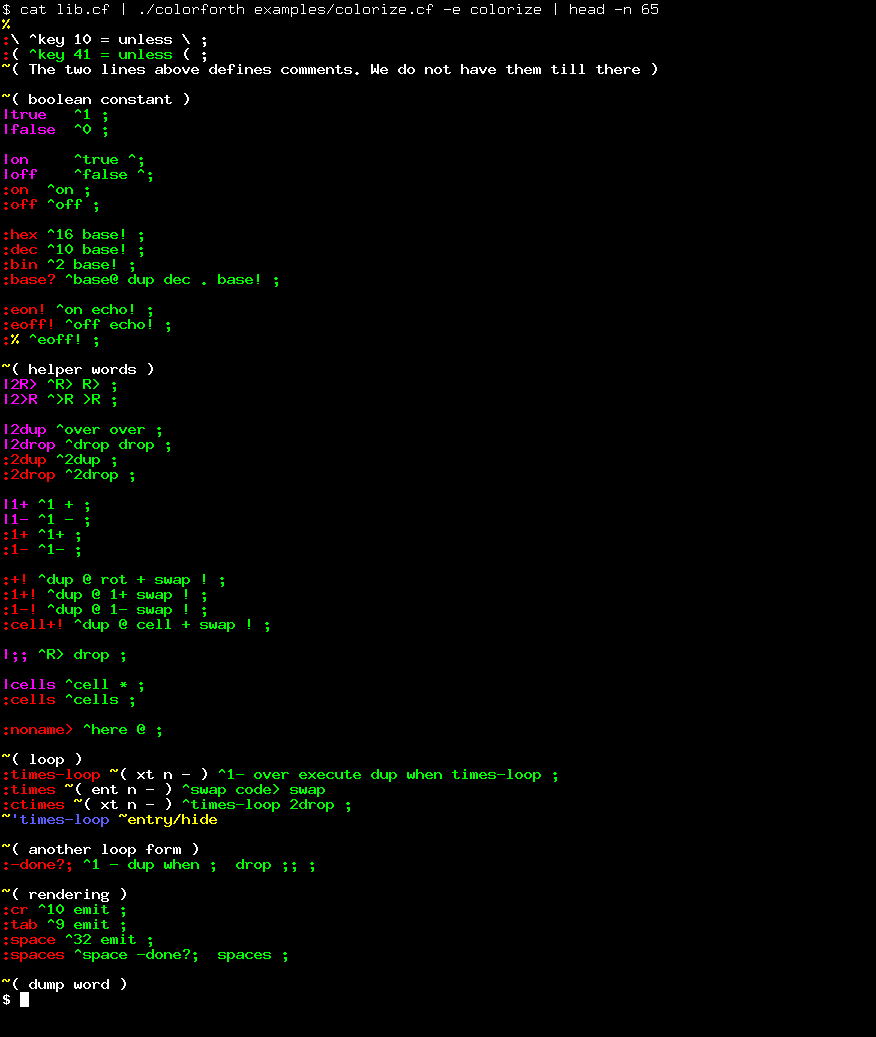 $ cat lib.cf | ./colorforth examples/colorize.cf -e colorize | head -n 65
%
:\ ^key 10 = unless \ ;
:( ^key 41 = unless ( ;
~( The two lines above defines comments. We do not have them till there )
~( boolean constant )
|true   ^1 ;
|false  ^0 ;
|on     ^true ^;
|off    ^false ^;
:on  ^on ;
:off ^off ;
:hex ^16 base! ;
:dec ^10 base! ;
:bin ^2 base! ;
:base? ^base@ dup dec . base! ;
:eon! ^on echo! ;
:eoff! ^off echo! ;
:% ^eoff! ;
~( helper words )
|2R> ^R> R> ;
|2>R ^>R >R ;
|2dup ^over over ;
|2drop ^drop drop ;
:2dup ^2dup ;
:2drop ^2drop ;
|1+ ^1 + ;
|1- ^1 - ;
:1+ ^1+ ;
:1- ^1- ;
:+! ^dup @ rot + swap ! ;
:1+! ^dup @ 1+ swap ! ;
:1-! ^dup @ 1- swap ! ;
:cell+! ^dup @ cell + swap ! ;
|;; ^R> drop ;
|cells ^cell * ;
:cells ^cells ;
:noname> ^here @ ;
~( loop )
:times-loop ~( xt n - ) ^1- over execute dup when times-loop ;
:times ~( ent n - ) ^swap code> swap
:ctimes ~( xt n - ) ^times-loop 2drop ;
~'times-loop ~entry/hide
~( another loop form )
:-done?; ^1 - dup when ;  drop ;; ;
~( rendering )
:cr ^10 emit ;
:tab ^9 emit ;
:space ^32 emit ;
:spaces ^space -done?;  spaces ;
~( dump word )
$